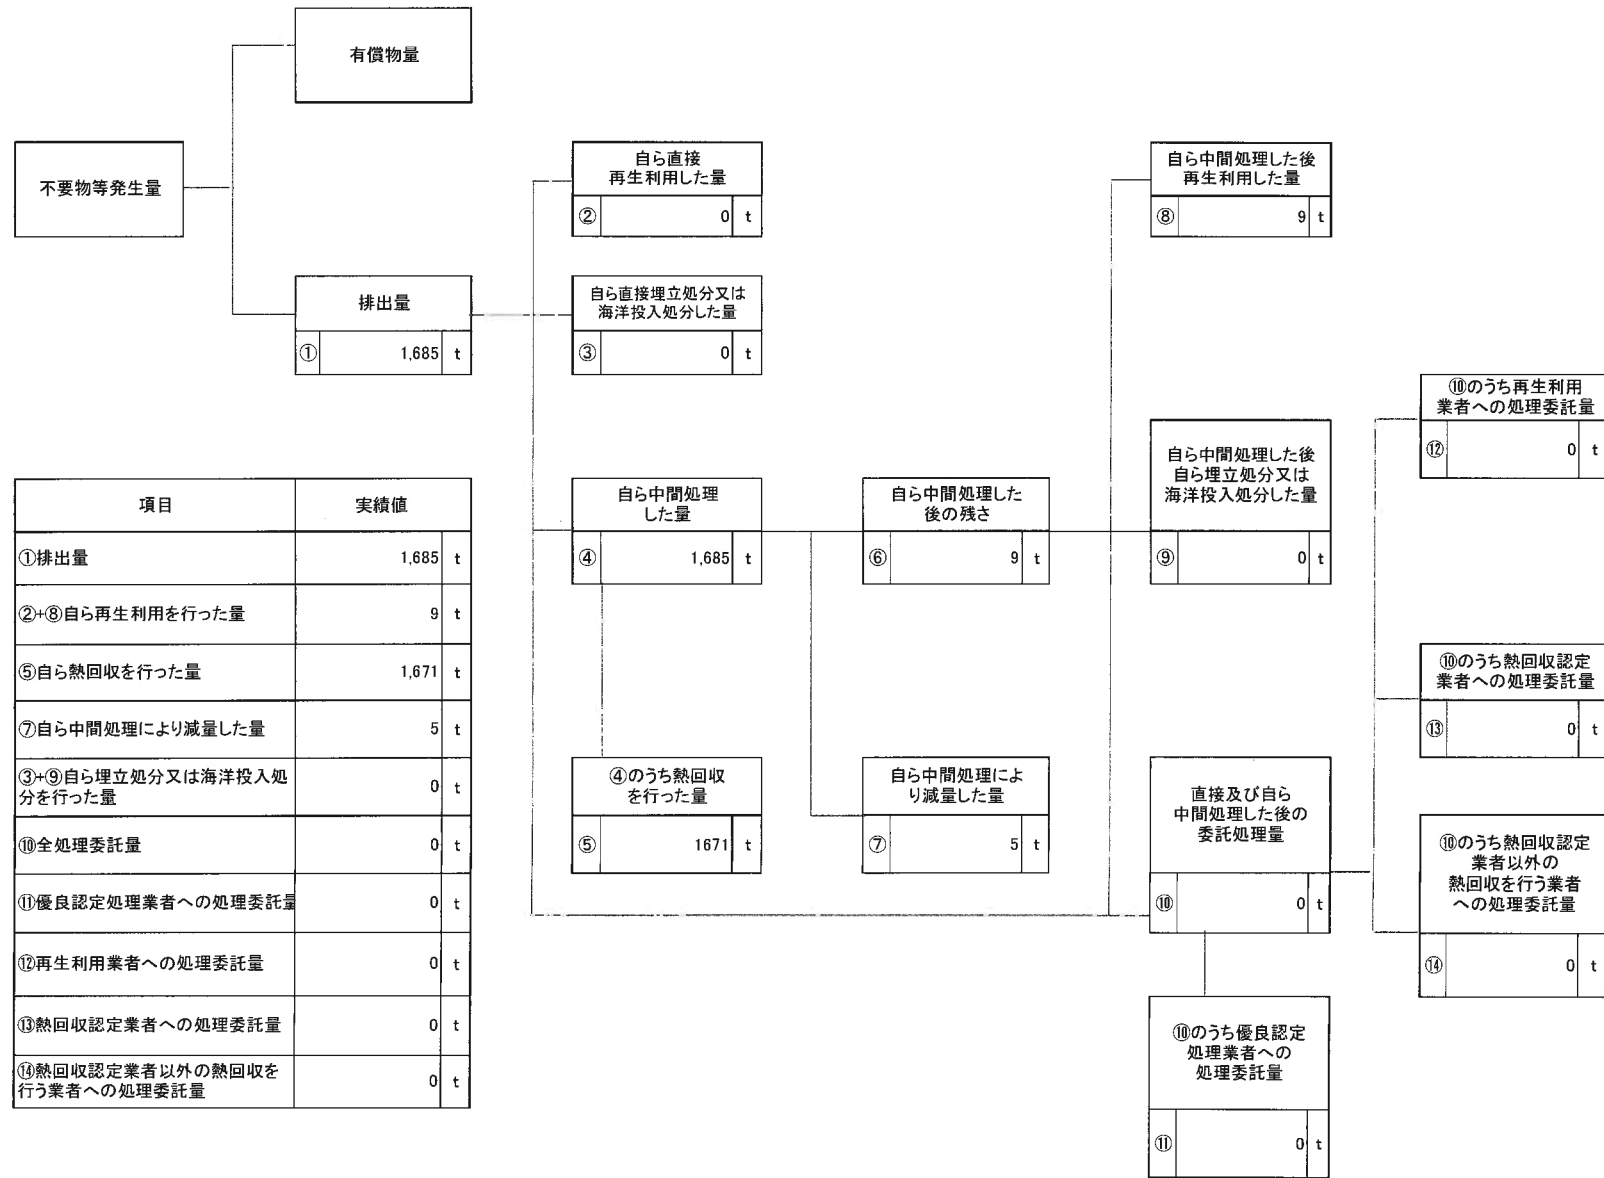 有償物量
不要物等発生量
排出量
① 1,685 t
自ら直接
再生利用した量
② 0 t
自ら直接埋立処分又は
海洋投入処分した量
③ 0 t
自ら中間処理
した量
④ 1,685 t
④のうち熱回収
を行った量
⑤ 1671 t
自ら中間処理した
後の残さ
⑥ 9 t
自ら中間処理によ
り減量した量
⑦ 5 t
自ら中間処理した後
再生利用した量
⑧ 9 t
自ら中間処理した後
自ら埋立処分又は
海洋投入処分した量
⑨ 0 t
直接及び自ら
中間処理した後の
委託処理量
⑩ 0 t
⑩のうち優良認定
処理業者への
処理委託量
⑪ 0 t
⑩のうち再生利用
業者への処理委託量
⑫ 0 t
⑩のうち熱回収認定
業者への処理委託量
⑬ 0 t
⑩のうち熱回収認定
業者以外の
熱回収を行う業者
への処理委託量
⑭ 0 t
項目 実績値
①排出量 1,685 t
②+⑧自ら再生利用を行った量 9 t
⑤自ら熱回収を行った量 1,671 t
⑦自ら中間処理により減量した量 5 t
③+⑨自ら埋立処分又は海洋投入処
分を行った量 0 t
⑩全処理委託量 0 t
⑪優良認定処理業者への処理委託量 0 t
⑫再生利用業者への処理委託量 0 t
⑬熱回収認定業者への処理委託量 0 t
⑭熱回収認定業者以外の熱回収を
行う業者への処理委託量 0 t